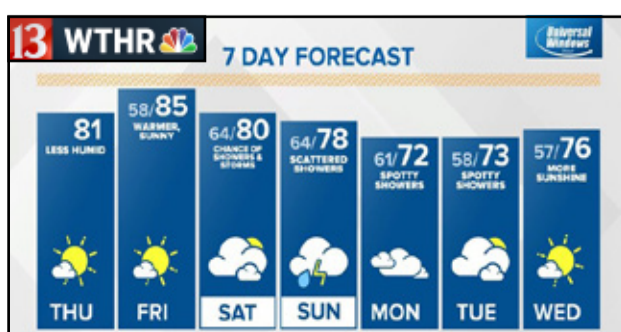 13 WTHR
7 DAY FORECAST
Universal
Windows
81
LESS HUMID
THU
58/85
WARMER,
SUNNY
FRI
64/80
CHANCE OF
SHOWERS &
STORMS
SAT
64/78
SCATTERED
SHOWERS
SUN
61/72
SPOTTY
SHOWERS
MON
58/73
SPOTTY
SHOWERS
TUE
57/76
MORE
SUNSHINE
WED